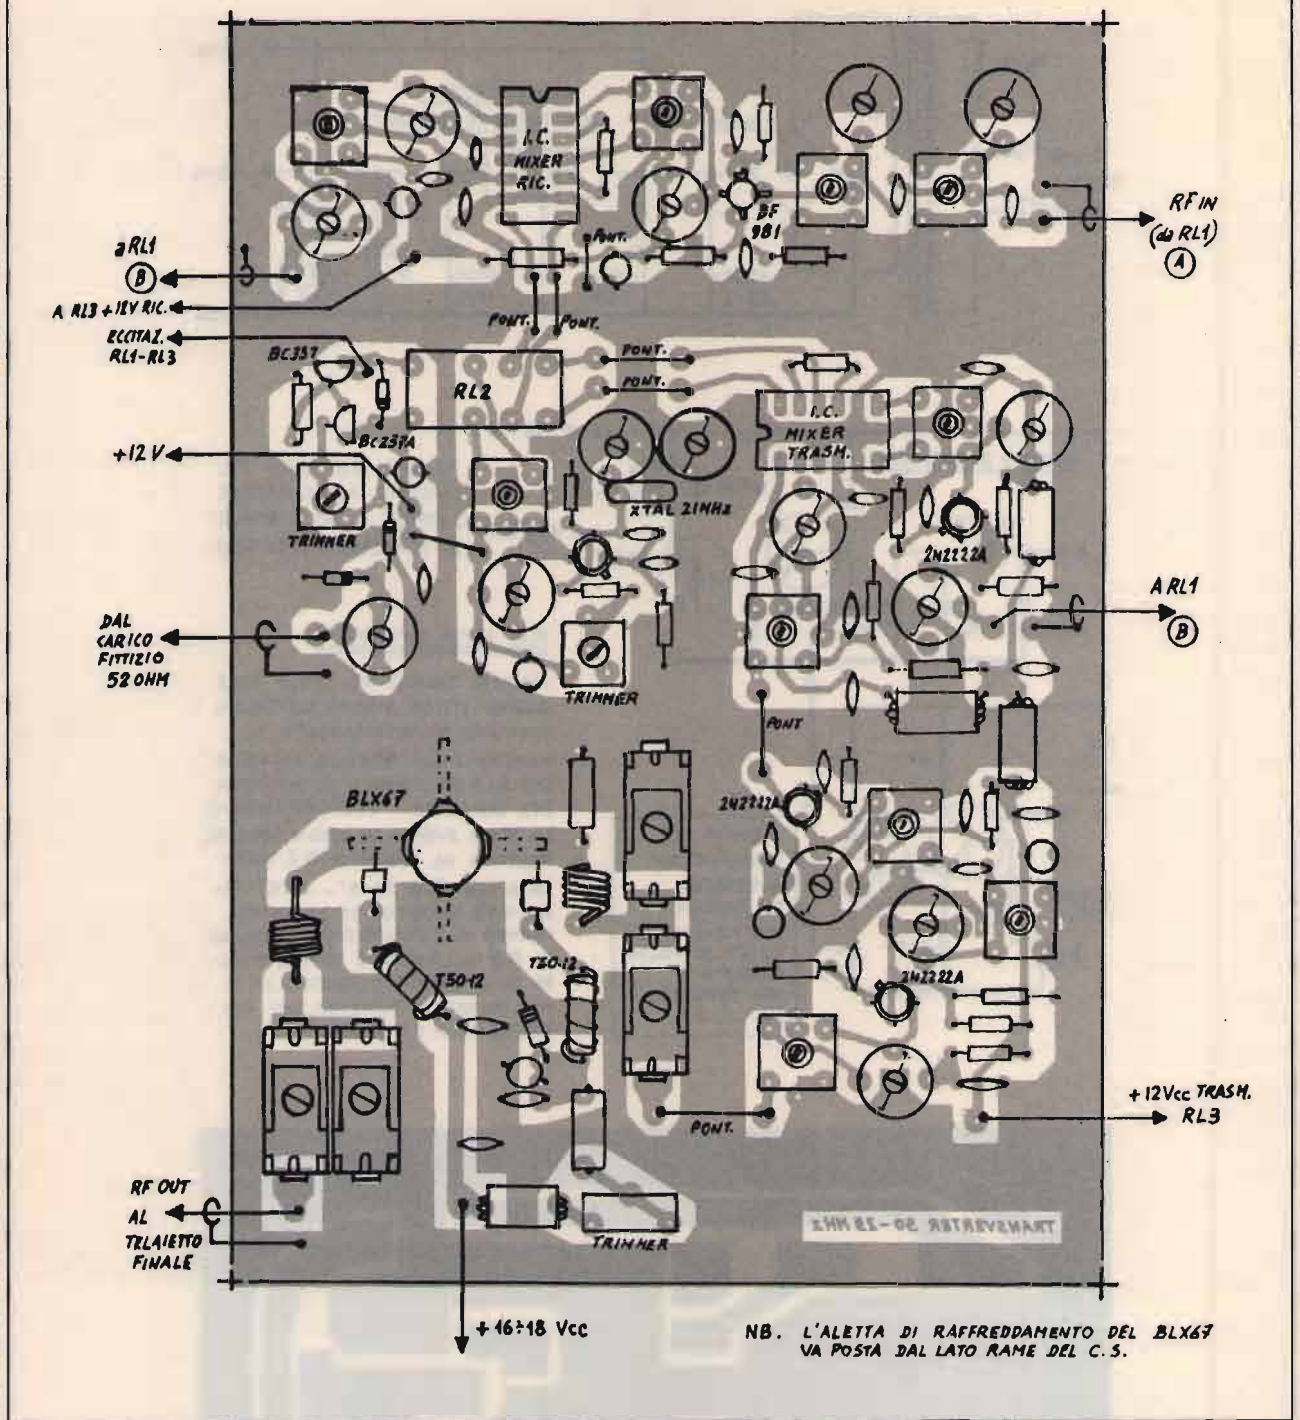 I.C.
MIXER
RIC.
BF
981
RF IN
(da RL1)
A
a RL1
B
PONT.
A RL3 +12V RIC.
PONT.
PONT.
ECCITAZ.
RL1-RL3
BC337
RL2
PONT.
PONT.
I.C.
MIXER
TRASM.
BC237A
+12 V
XTAL 21MHz
TRIMMER
2N2222A
A RL1
B
DAL
CARICO
FITTIZIO
52 OHM
TRIMMER
PONT
BLX67
2N2222A
T50-12
T50-12
2N2222A
+12Vcc TRASM.
RL3
PONT.
RF OUT
AL
TELAIETTO
FINALE
TRIMMER
TRANSVERTER 50-28 MHz
+ 16÷18 Vcc
NB. L'ALETTA DI RAFFREDDAMENTO DEL BLX67
VA POSTA DAL LATO RAME DEL C.S.